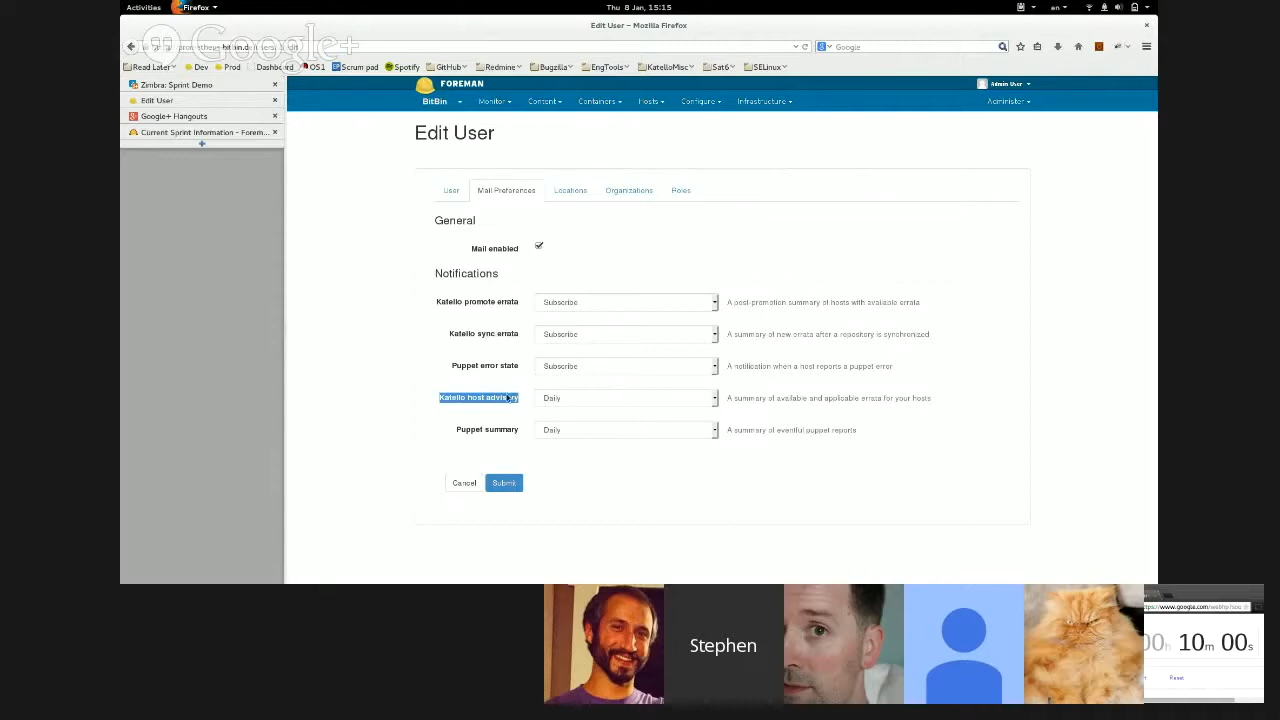 Activities Firefox Thu 8 Jan, 15:15 en
Edit User – Mozilla Firefox
Google+
Google
Read Later Dev Prod Dashboard OS1 Scrum pad Spotify GitHub Redmine Bugzilla EngTools KatelloMisc Sat6 SELinux
Zimbra: Sprint Demo
Edit User
Google+ Hangouts
Current Sprint Information – Forem...
FOREMAN Admin User
BitBin Monitor Content Containers Hosts Configure Infrastructure Administer
Edit User
User Mail Preferences Locations Organizations Roles
General
Mail enabled
Notifications
Katello promote errata Subscribe A post-promotion summary of hosts with available errata
Katello sync errata Subscribe A summary of new errata after a repository is synchronized
Puppet error state Subscribe A notification when a host reports a puppet error
Katello host advisory Daily A summary of available and applicable errata for your hosts
Puppet summary Daily A summary of eventful puppet reports
Cancel Submit
Stephen
00h 10m 00s
Reset